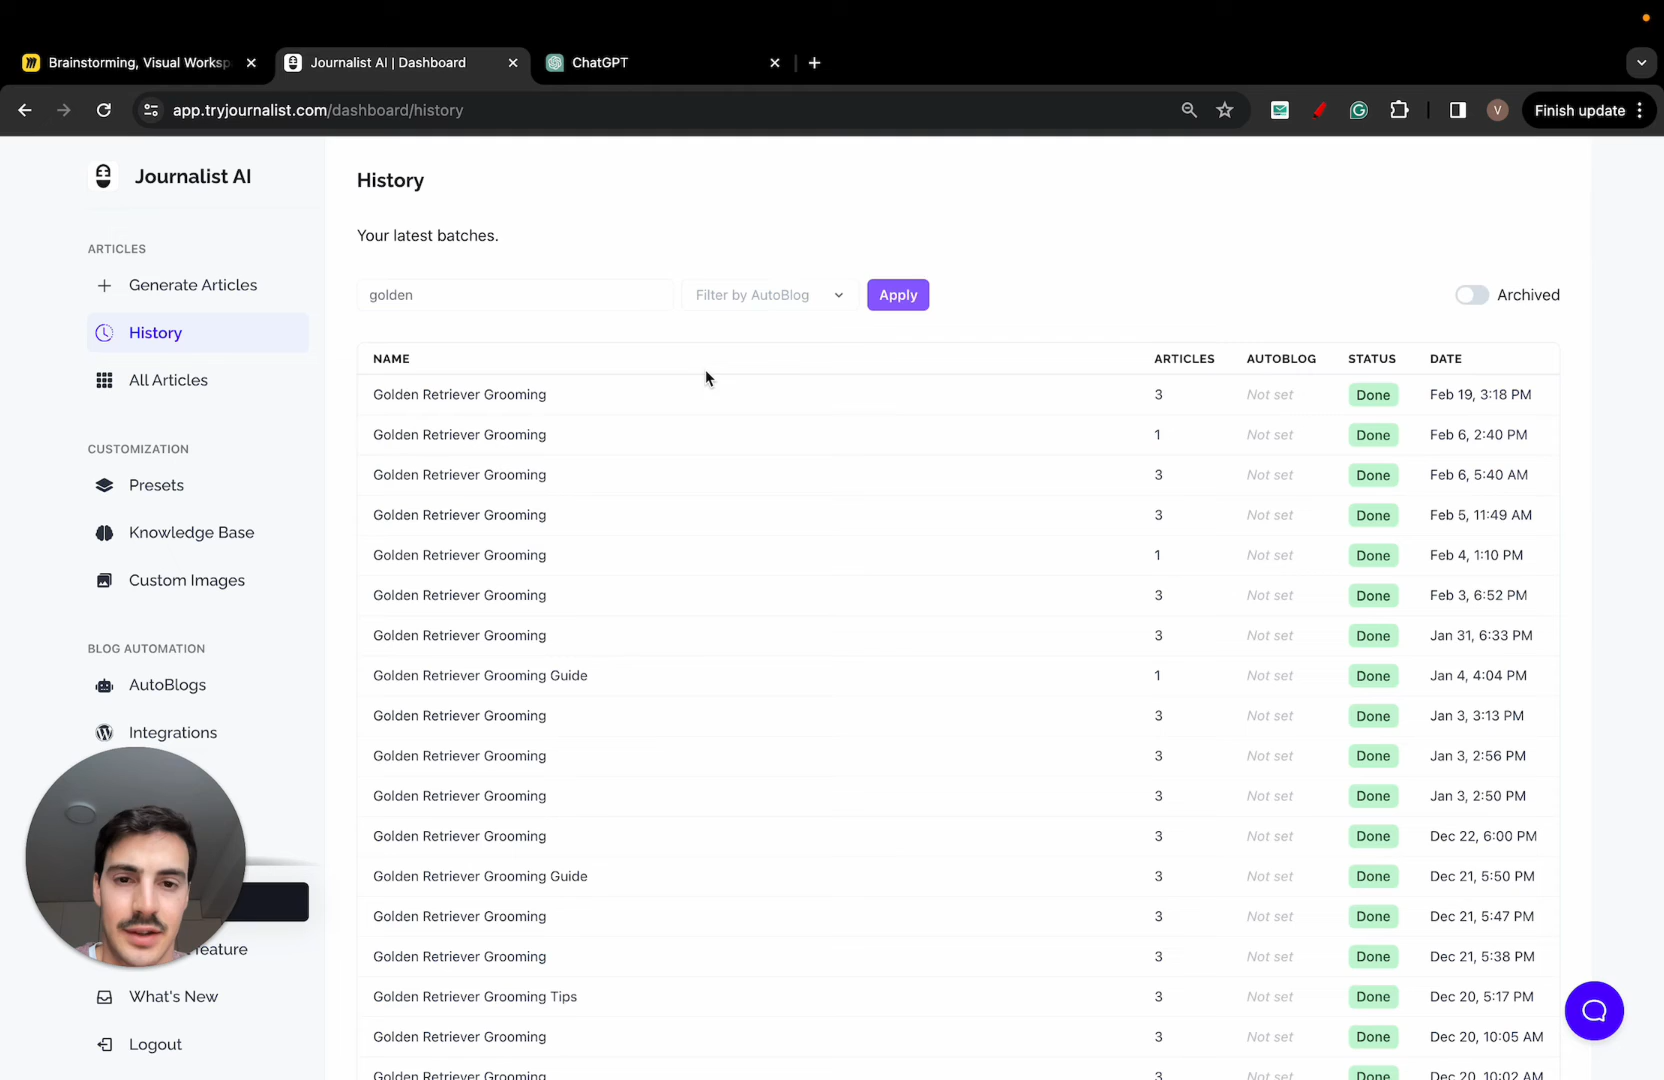 Brainstorming, Visual Worksp
Journalist AI | Dashboard
ChatGPT
app.tryjournalist.com/dashboard/history
V
Finish update
Journalist AI
ARTICLES
Generate Articles
History
All Articles
CUSTOMIZATION
Presets
Knowledge Base
Custom Images
BLOG AUTOMATION
AutoBlogs
Integrations
feature
What's New
Logout
History
Your latest batches.
golden
Filter by AutoBlog
Apply
Archived
NAME ARTICLES AUTOBLOG STATUS DATE
Golden Retriever Grooming 3 Not set Done Feb 19, 3:18 PM
Golden Retriever Grooming 1 Not set Done Feb 6, 2:40 PM
Golden Retriever Grooming 3 Not set Done Feb 6, 5:40 AM
Golden Retriever Grooming 3 Not set Done Feb 5, 11:49 AM
Golden Retriever Grooming 1 Not set Done Feb 4, 1:10 PM
Golden Retriever Grooming 3 Not set Done Feb 3, 6:52 PM
Golden Retriever Grooming 3 Not set Done Jan 31, 6:33 PM
Golden Retriever Grooming Guide 1 Not set Done Jan 4, 4:04 PM
Golden Retriever Grooming 3 Not set Done Jan 3, 3:13 PM
Golden Retriever Grooming 3 Not set Done Jan 3, 2:56 PM
Golden Retriever Grooming 3 Not set Done Jan 3, 2:50 PM
Golden Retriever Grooming 3 Not set Done Dec 22, 6:00 PM
Golden Retriever Grooming Guide 3 Not set Done Dec 21, 5:50 PM
Golden Retriever Grooming 3 Not set Done Dec 21, 5:47 PM
Golden Retriever Grooming 3 Not set Done Dec 21, 5:38 PM
Golden Retriever Grooming Tips 3 Not set Done Dec 20, 5:17 PM
Golden Retriever Grooming 3 Not set Done Dec 20, 10:05 AM
Golden Retriever Grooming 3 Not set Done Dec 20, 10:02 AM